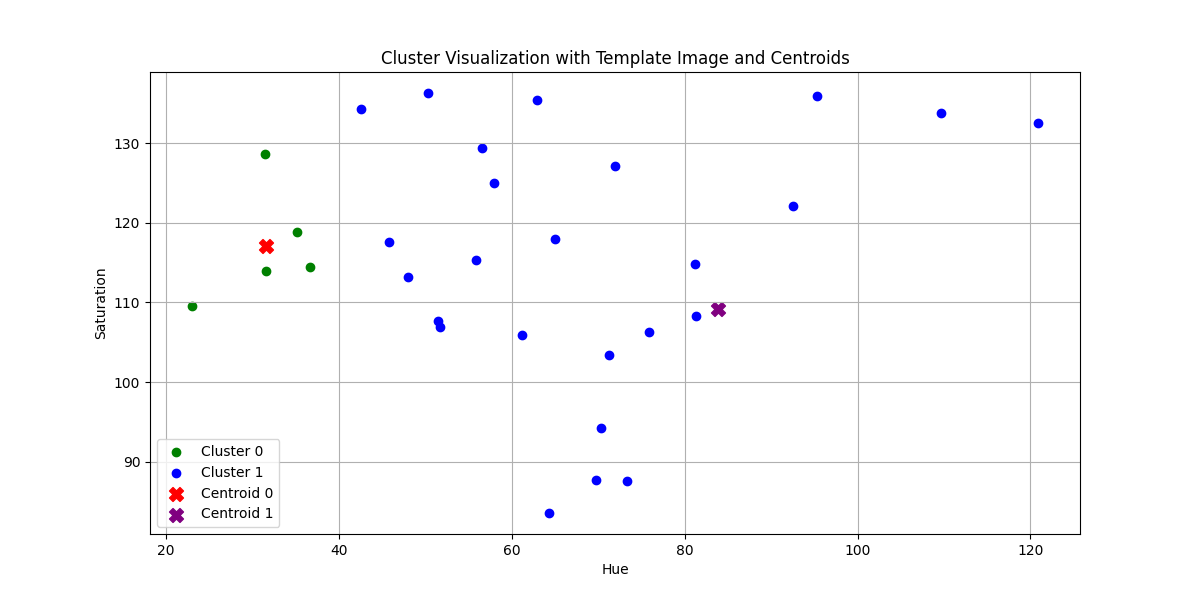 Cluster Visualization with Template Image and Centroids
Saturation
130
120
110
100
90
Cluster 0
Cluster 1
Centroid 0
Centroid 1
20 40 60 80 100 120
Hue